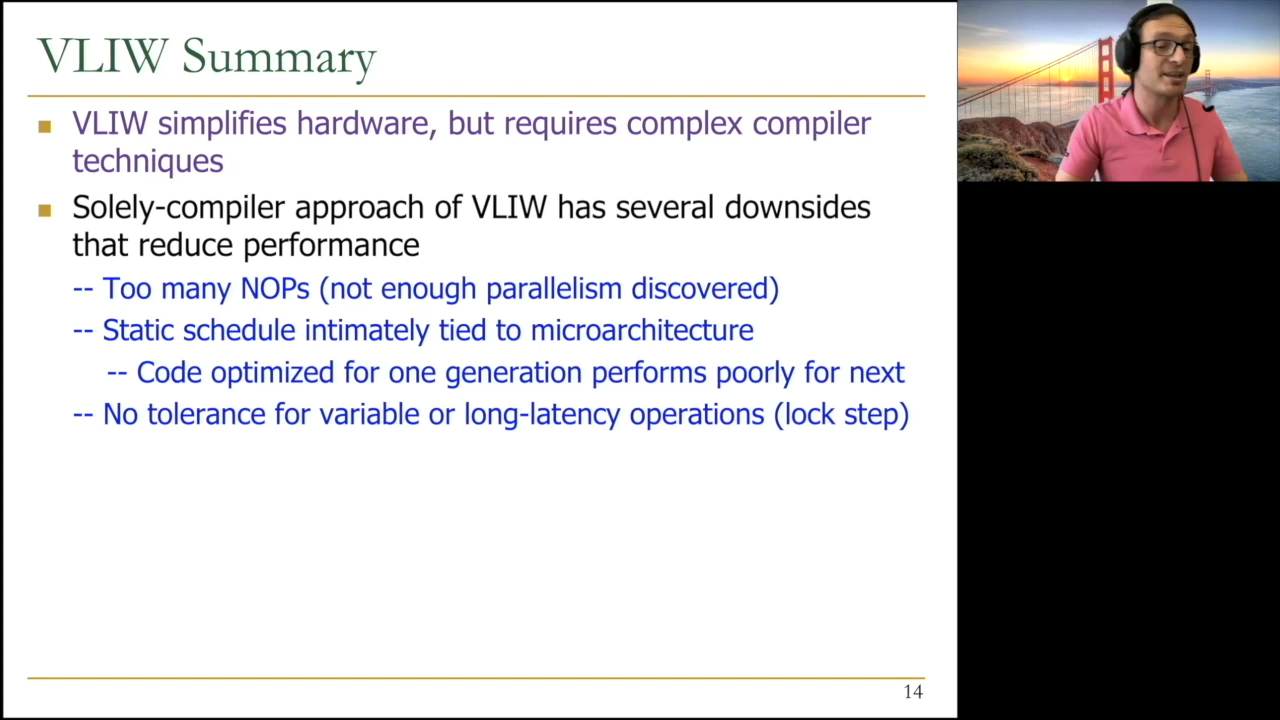 VLIW Summary
VLIW simplifies hardware, but requires complex compiler
techniques
Solely-compiler approach of VLIW has several downsides
that reduce performance
-- Too many NOPs (not enough parallelism discovered)
-- Static schedule intimately tied to microarchitecture
-- Code optimized for one generation performs poorly for next
-- No tolerance for variable or long-latency operations (lock step)
14